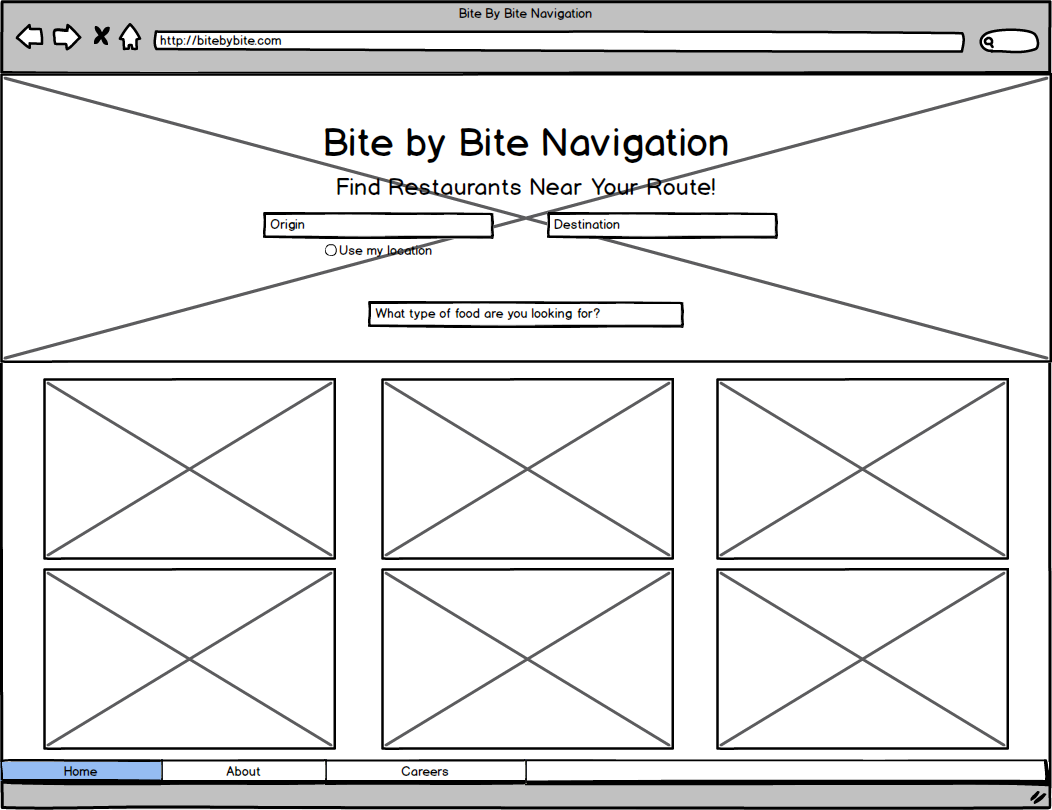 Bite By Bite Navigation
http://bitebybite.com
Bite by Bite Navigation
Find Restaurants Near Your Route!
Origin
Destination
Use my location
What type of food are you looking for?
Home
About
Careers